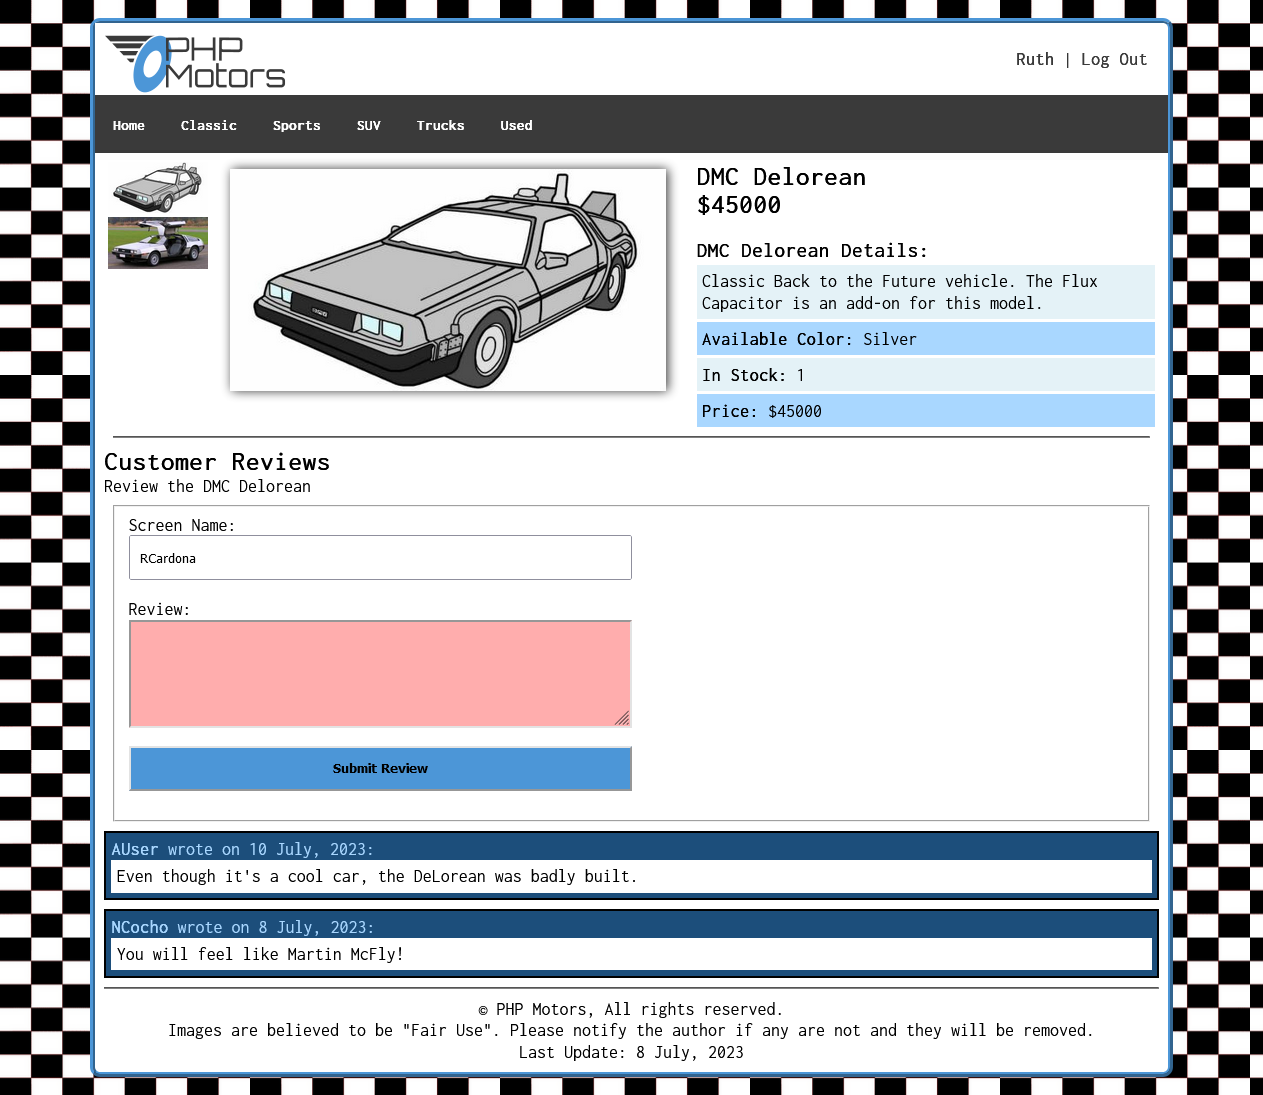 PHP
Motors
Ruth | Log Out
Home Classic Sports SUV Trucks Used
DMC Delorean
$45000
DMC Delorean Details:
Classic Back to the Future vehicle. The Flux
Capacitor is an add-on for this model.
Available Color: Silver
In Stock: 1
Price: $45000
Customer Reviews
Review the DMC Delorean
Screen Name:
RCardona
Review:
Submit Review
AUser wrote on 10 July, 2023:
Even though it's a cool car, the DeLorean was badly built.
NCocho wrote on 8 July, 2023:
You will feel like Martin McFly!
© PHP Motors, All rights reserved.
Images are believed to be "Fair Use". Please notify the author if any are not and they will be removed.
Last Update: 8 July, 2023